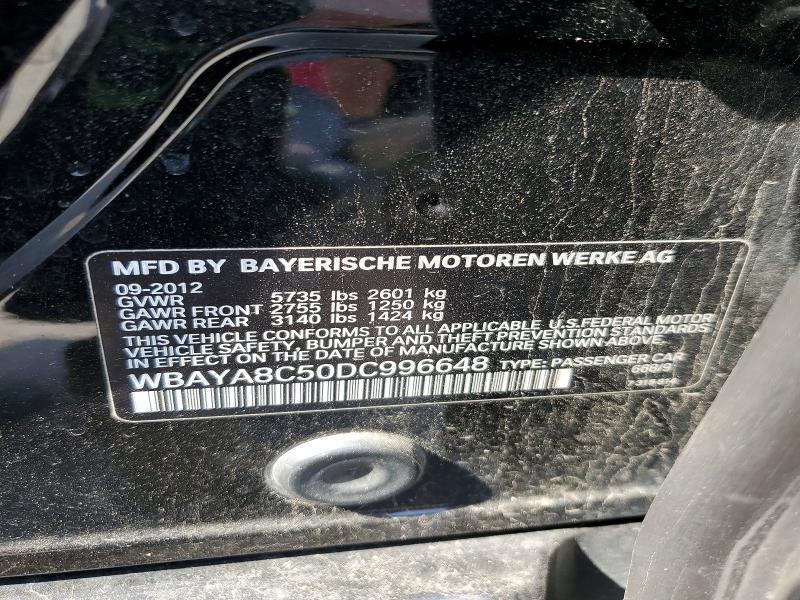 MFD BY BAYERISCHE MOTOREN WERKE AG
09-2012
GVWR 5735 lbs 2601 kg
GAWR FRONT 2755 lbs 1250 kg
GAWR REAR 3140 lbs 1424 kg
THIS VEHICLE CONFORMS TO ALL APPLICABLE U.S.FEDERAL MOTOR
VEHICLE SAFETY, BUMPER AND THEFT PREVENTION STANDARDS
IN EFFECT ON THE DATE OF MANUFACTURE SHOWN ABOVE.
WBAYA8C50DC996648 TYPE: PASSENGER CAR
668/9